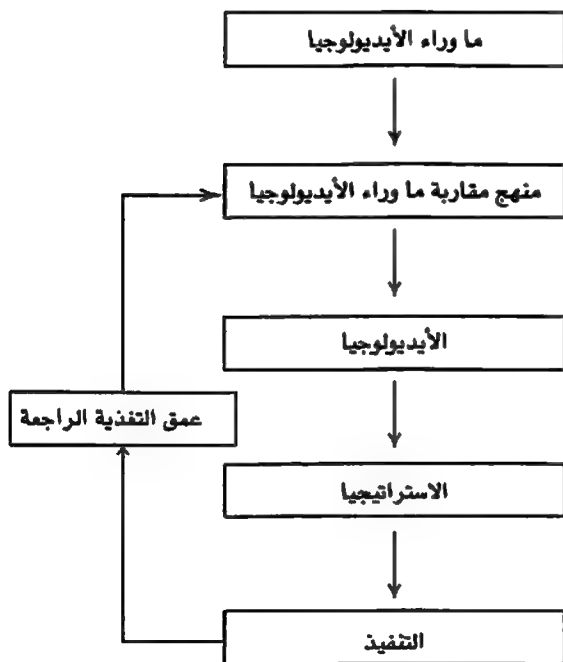 ما وراء الأيديولوجيا
منهج مقاربة ما وراء الأيديولوجيا
الأيديولوجيا
عمق التغذية الراجعة
الاستراتيجيا
التنفيذ